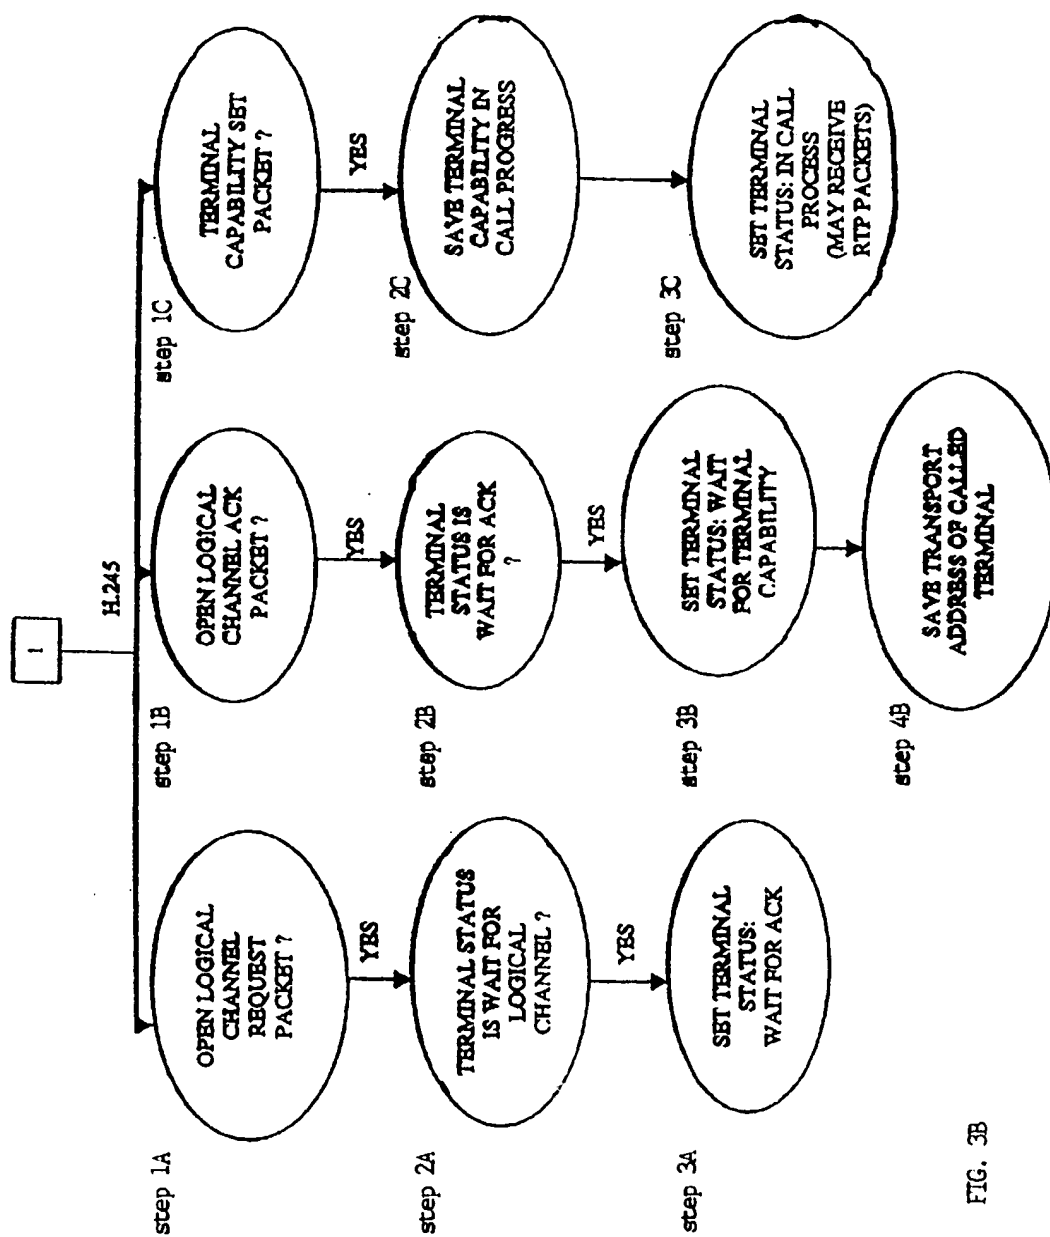 1
H.245
step 1A
OPEN LOGICAL
CHANNEL
REQUEST
PACKET ?
YES
step 2A
TERMINAL STATUS
IS WAIT FOR
LOGICAL
CHANNEL ?
YES
step 3A
SET TERMINAL
STATUS:
WAIT FOR ACK
step 1B
OPEN LOGICAL
CHANNEL ACK
PACKET ?
YES
step 2B
TERMINAL
STATUS IS
WAIT FOR ACK
?
YES
step 3B
SET TERMINAL
STATUS: WAIT
FOR TERMINAL
CAPABILITY
step 4B
SAVE TRANSPORT
ADDRESS OF CALLED
TERMINAL
step 1C
TERMINAL
CAPABILITY SET
PACKET ?
YES
step 2C
SAVE TERMINAL
CAPABILITY IN
CALL PROGRESS
step 3C
SET TERMINAL
STATUS: IN CALL
PROCESS
(MAY RECEIVE
RTP PACKETS)
FIG. 3B